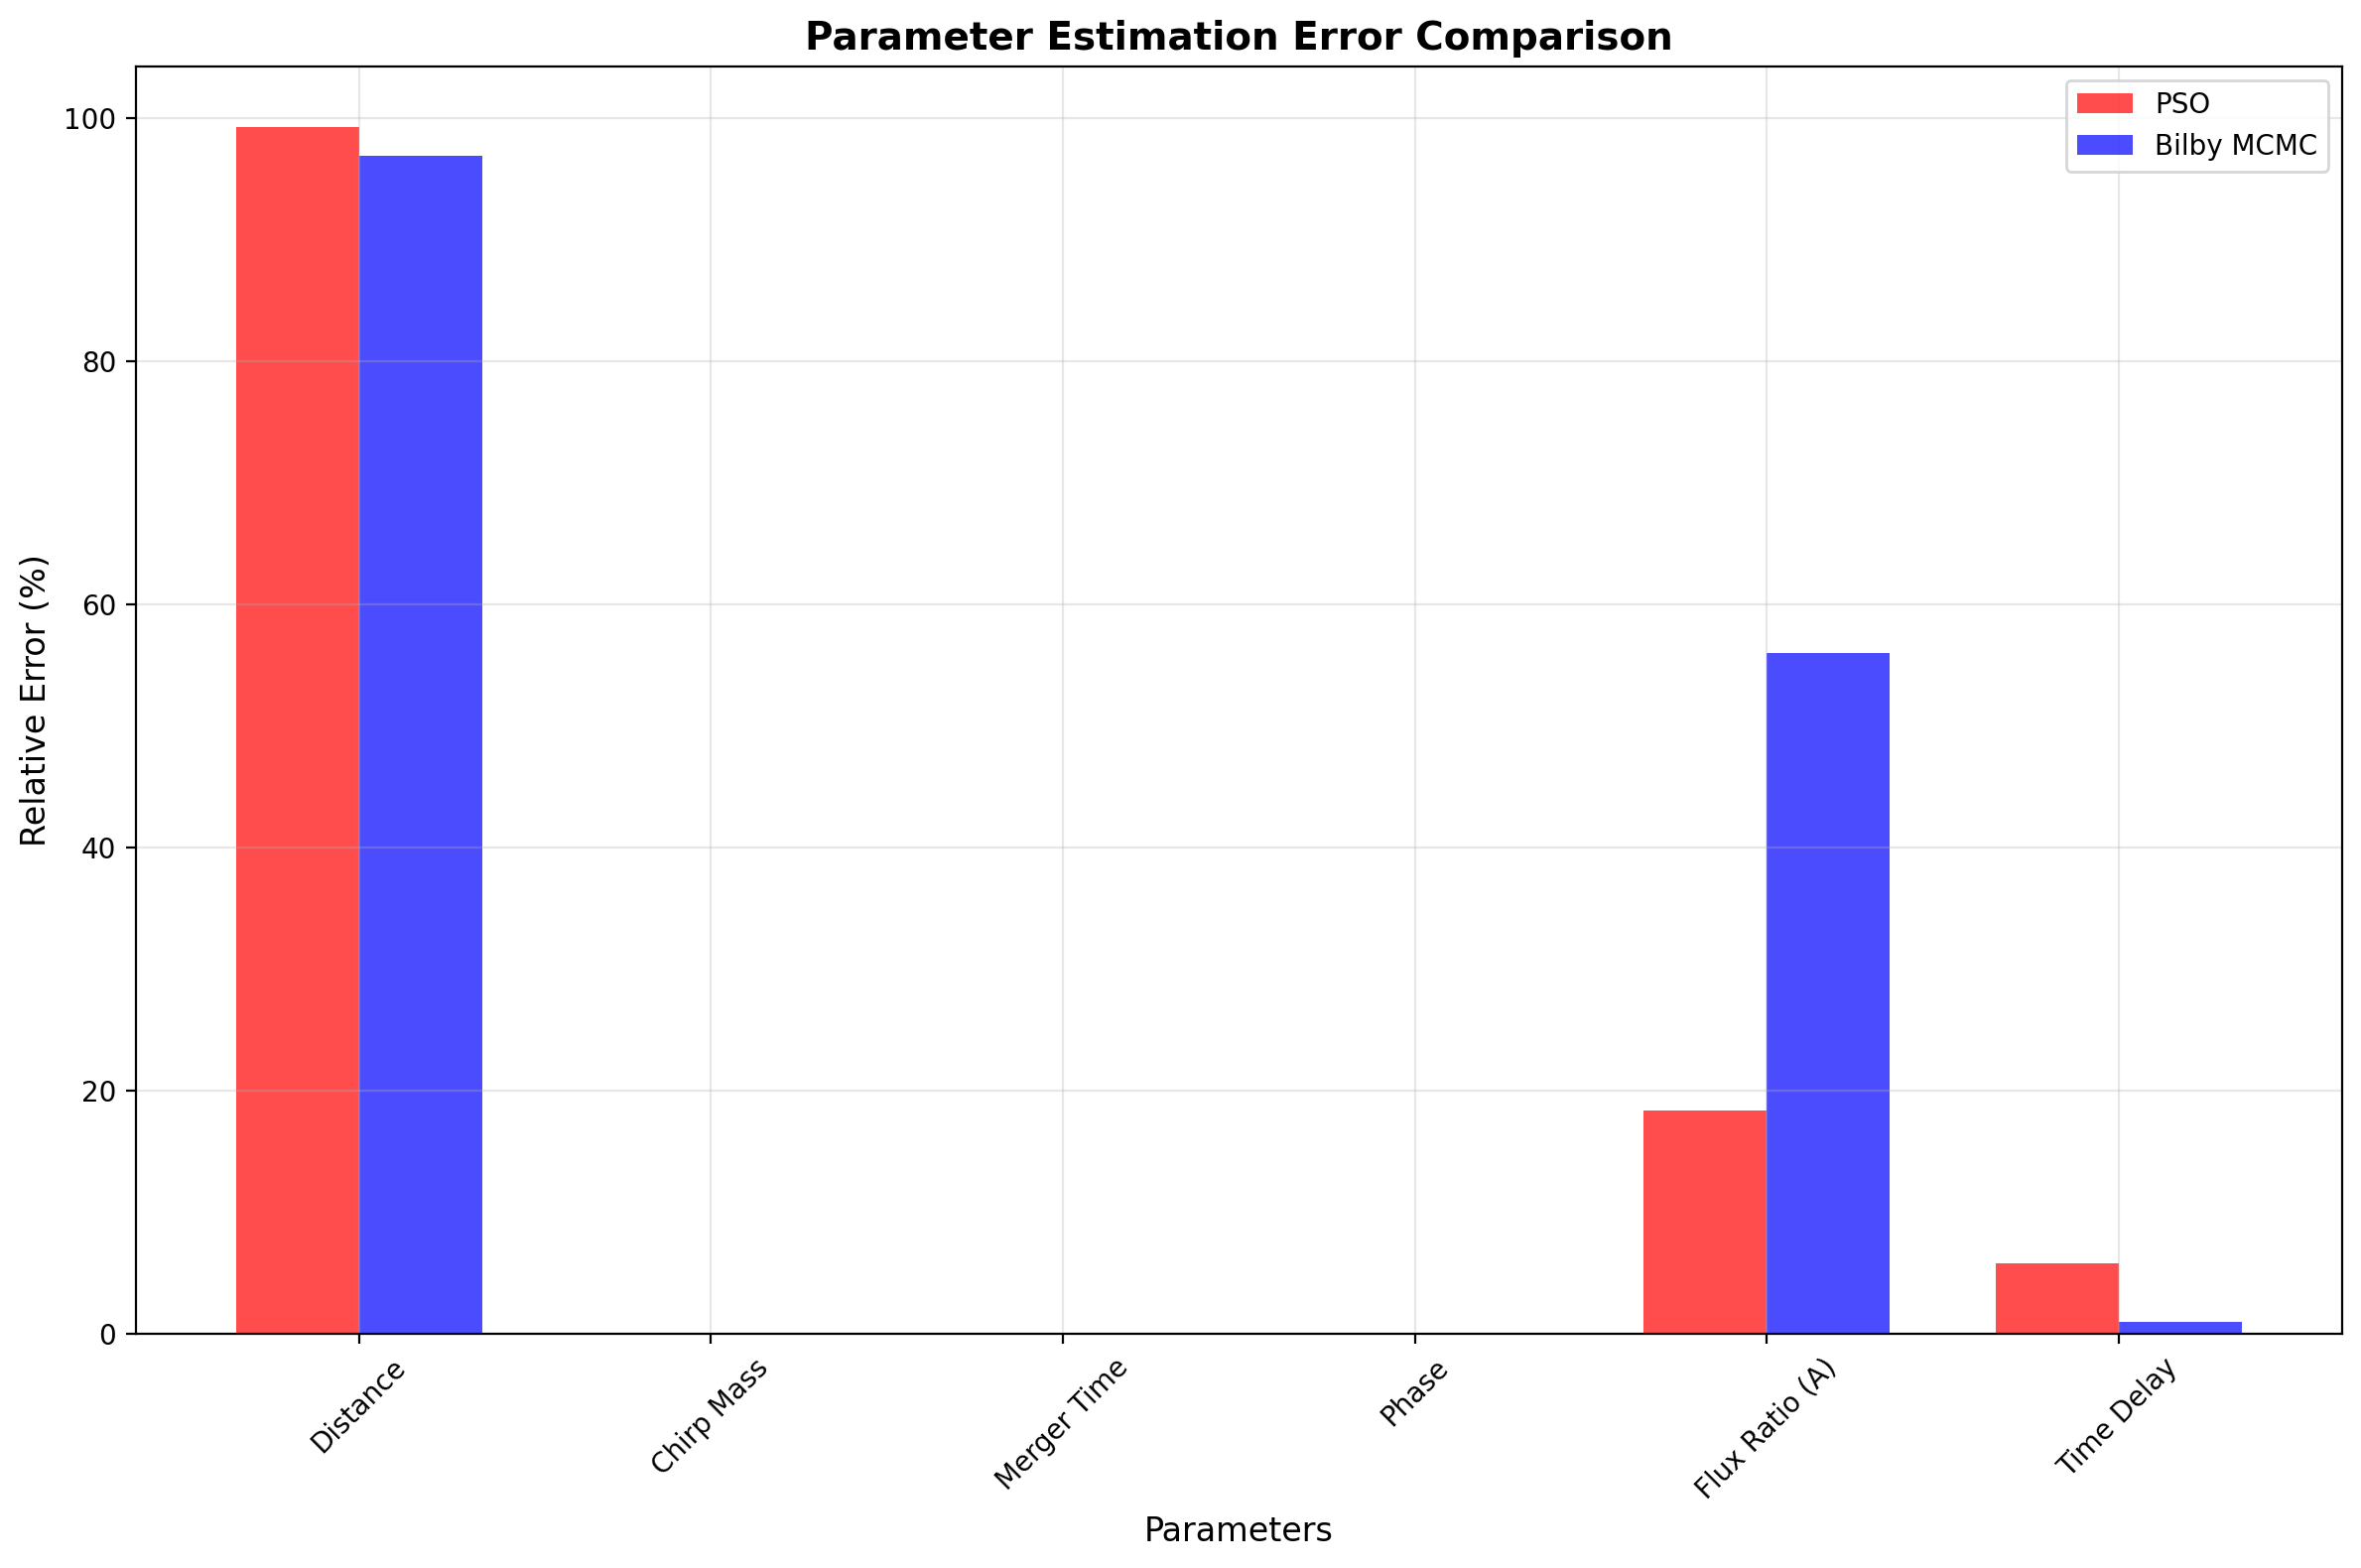 Parameter Estimation Error Comparison
PSO
Bilby MCMC
Relative Error (%)
100
80
60
40
20
0
Distance
Chirp Mass
Merger Time
Phase
Flux Ratio (A)
Time Delay
Parameters